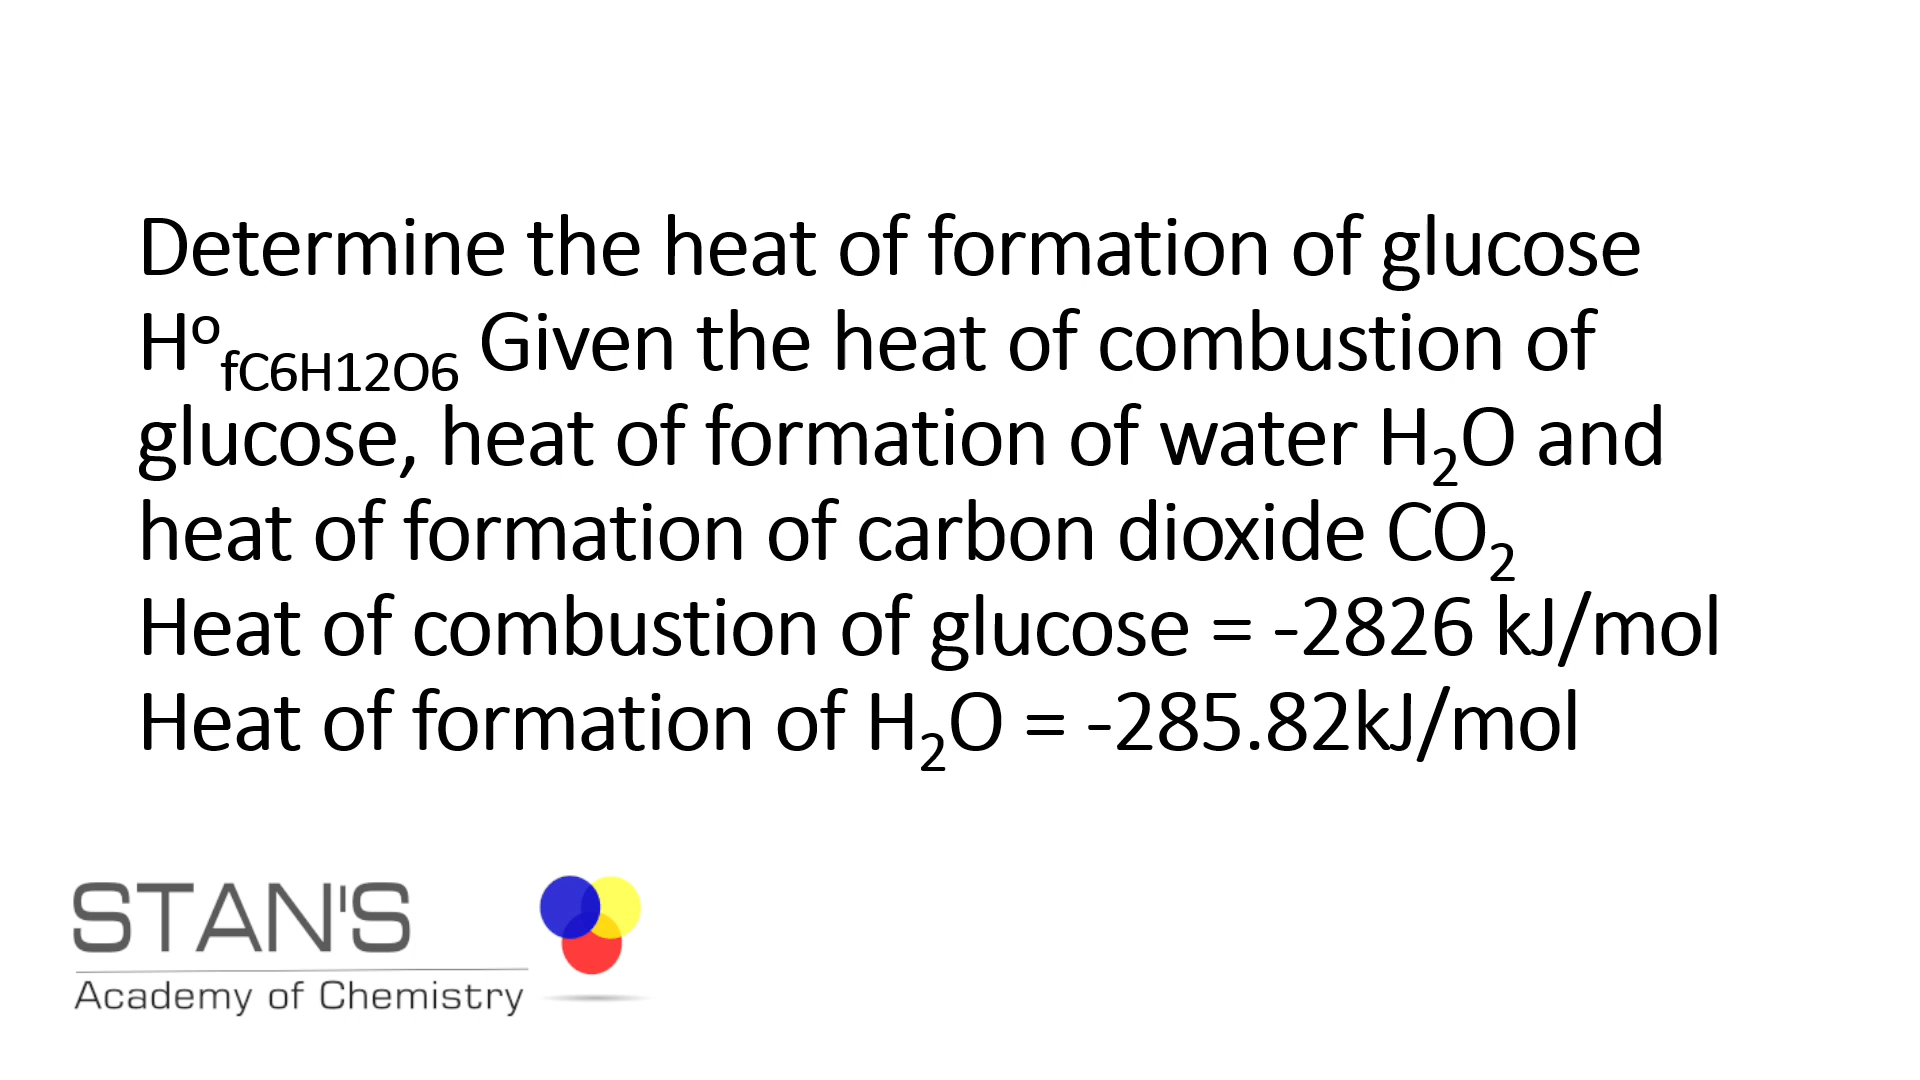 Determine the heat of formation of glucose
HᵒfC6H12O6 Given the heat of combustion of
glucose, heat of formation of water H₂O and
heat of formation of carbon dioxide CO₂
Heat of combustion of glucose = -2826 kJ/mol
Heat of formation of H₂O = -285.82kJ/mol
STAN'S
Academy of Chemistry